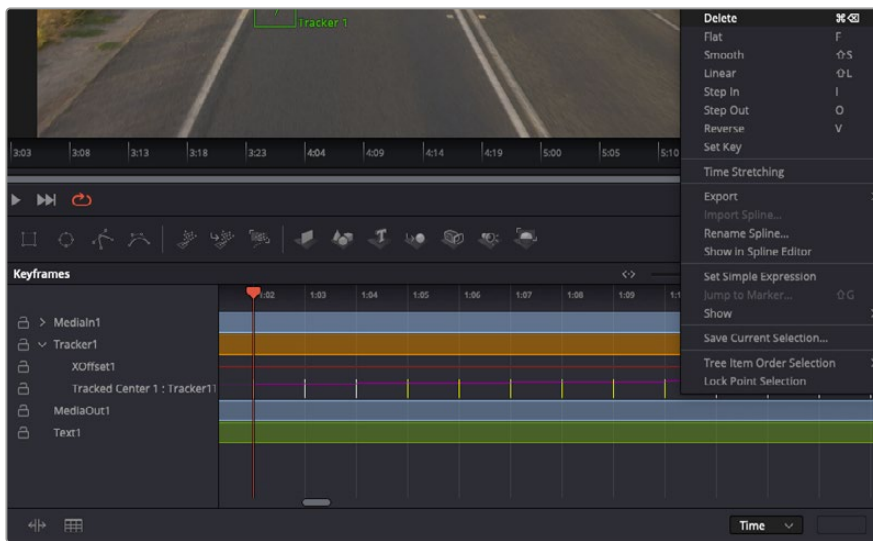 Tracker 1
Delete ⌘⌫
Flat F
Smooth ⇧S
Linear ⇧L
Step In I
Step Out O
Reverse V
Set Key
Time Stretching
Export
Import Spline...
Rename Spline...
Show in Spline Editor
Set Simple Expression
Jump to Marker... ⇧G
Show
Save Current Selection...
Tree Item Order Selection
Lock Point Selection
3:03 3:08 3:13 3:18 3:23 4:04 4:09 4:14 4:19 5:00 5:05 5:10
Keyframes
1:02 1:03 1:04 1:05 1:06 1:07 1:08 1:09
MediaIn1
Tracker1
XOffset1
Tracked Center 1 : Tracker1
MediaOut1
Text1
Time